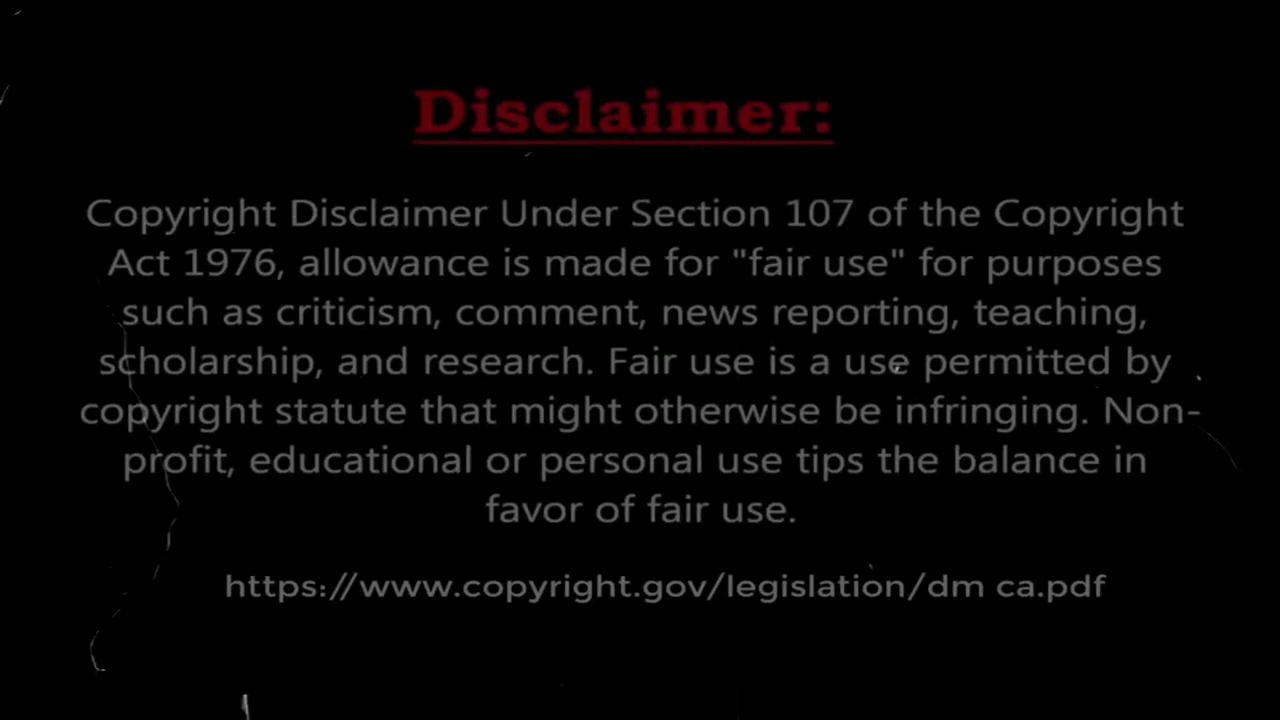 Disclaimer:
Copyright Disclaimer Under Section 107 of the Copyright
Act 1976, allowance is made for "fair use" for purposes
such as criticism, comment, news reporting, teaching,
scholarship, and research. Fair use is a use permitted by
copyright statute that might otherwise be infringing. Non-
profit, educational or personal use tips the balance in
favor of fair use.
https://www.copyright.gov/legislation/dm ca.pdf